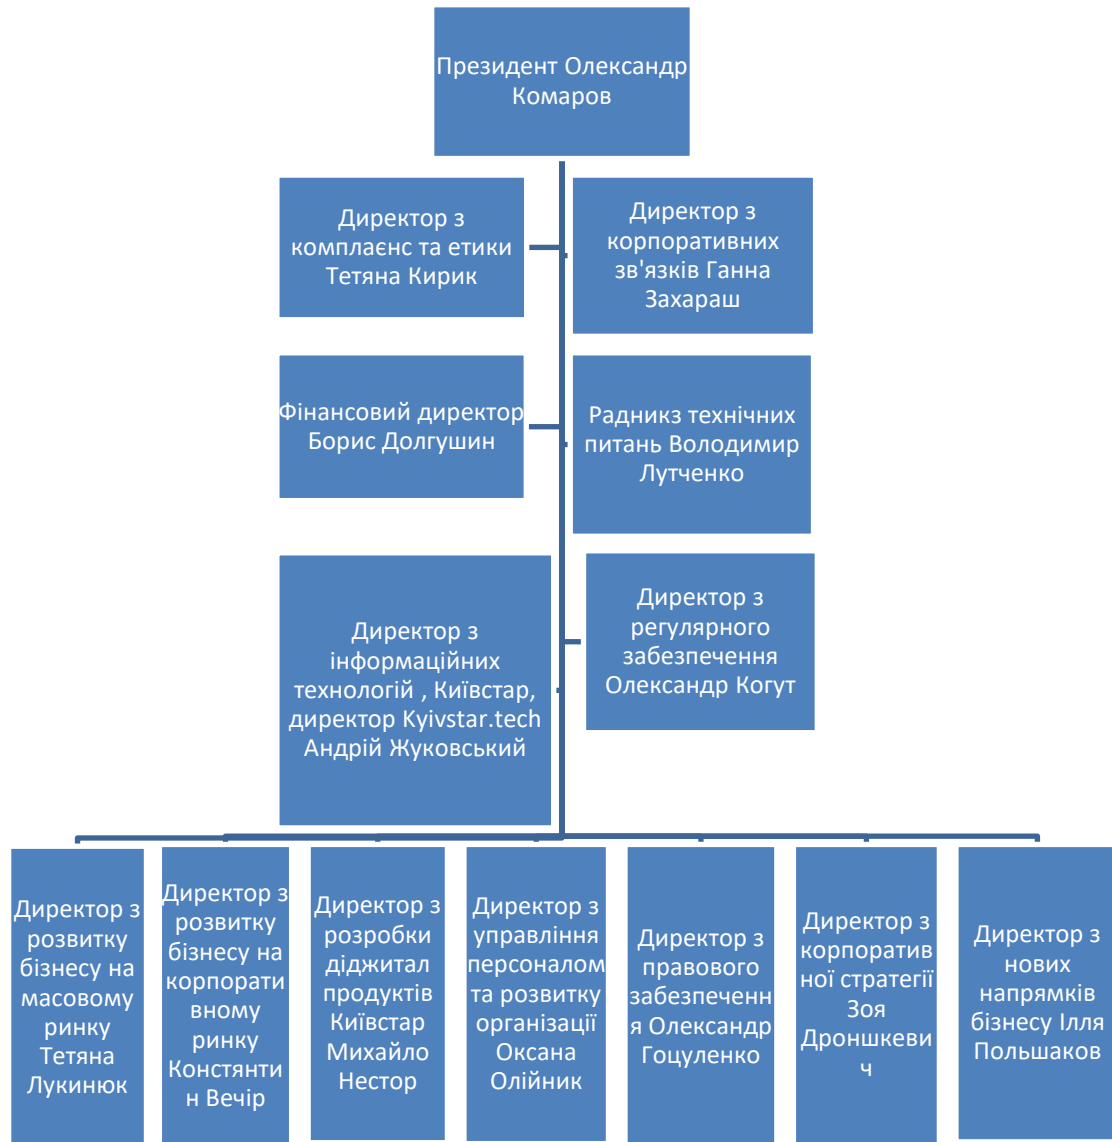 Президент Олександр
Комаров
Директор з
комплаєнс та етики
Тетяна Кирик
Директор з
корпоративних
зв'язків Ганна
Захараш
Фінансовий директор
Борис Долгушин
Радникз технічних
питань Володимир
Лутченко
Директор з
інформаційних
технологій , Київстар,
директор Kyivstar.tech
Андрій Жуковський
Директор з
регулярного
забезпечення
Олександр Когут
Директор з
розвитку
бізнесу на
масовому
ринку
Тетяна
Лукинюк
Директор з
розвитку
бізнесу на
корпорати
вному
ринку
Констянти
н Вечір
Директор з
розробки
діджитал
продуктів
Київстар
Михайло
Нестор
Директор з
управління
персоналом
та розвитку
організації
Оксана
Олійник
Директор з
правового
забезпеченн
я Олександр
Гоцуленко
Директор з
корпоратив
ної стратегії
Зоя
Дроншкеви
ч
Директор з
нових
напрямків
бізнесу Ілля
Польшаков